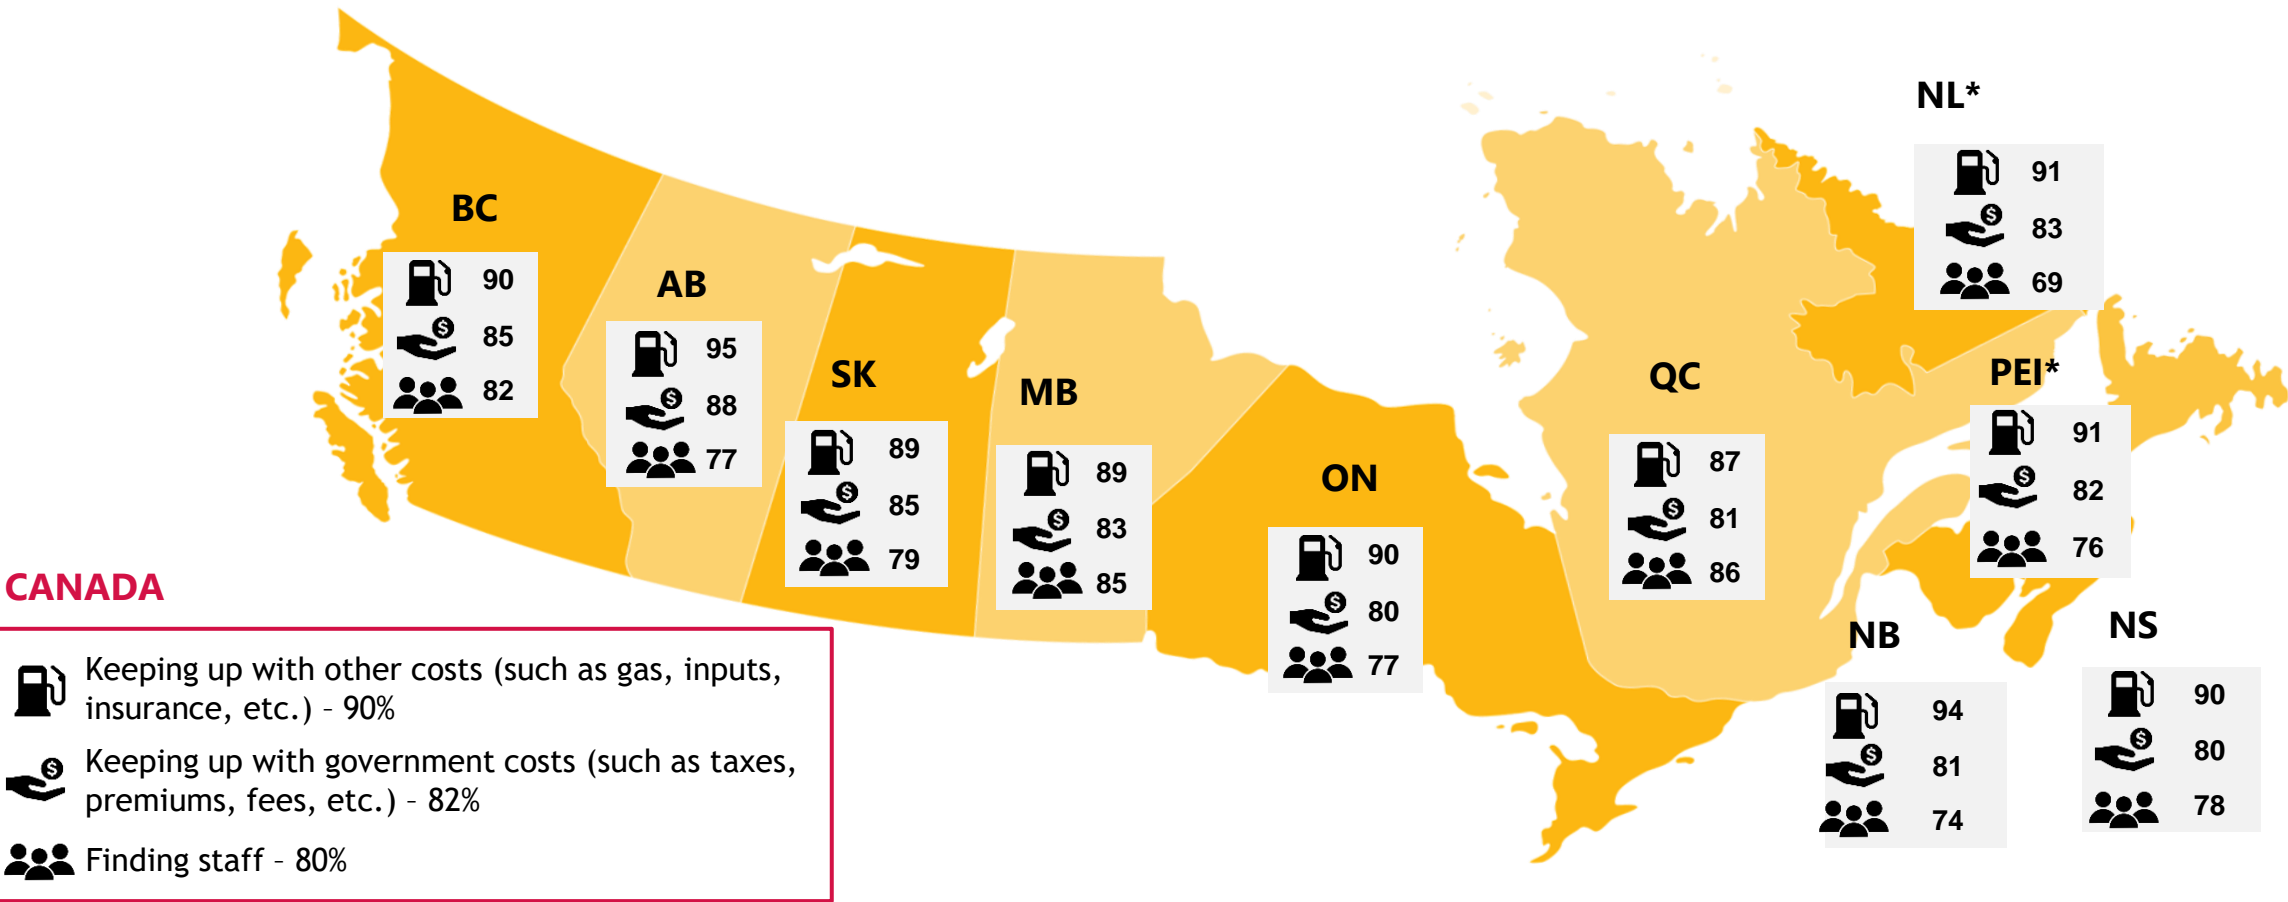 NL*
91
83
69
BC
90
85
82
AB
95
88
77
SK
89
85
79
MB
89
83
85
ON
90
80
77
QC
87
81
86
PEI*
91
82
76
NB
94
81
74
NS
90
80
78
CANADA
Keeping up with other costs (such as gas, inputs,
insurance, etc.) – 90%
Keeping up with government costs (such as taxes,
premiums, fees, etc.) – 82%
Finding staff – 80%